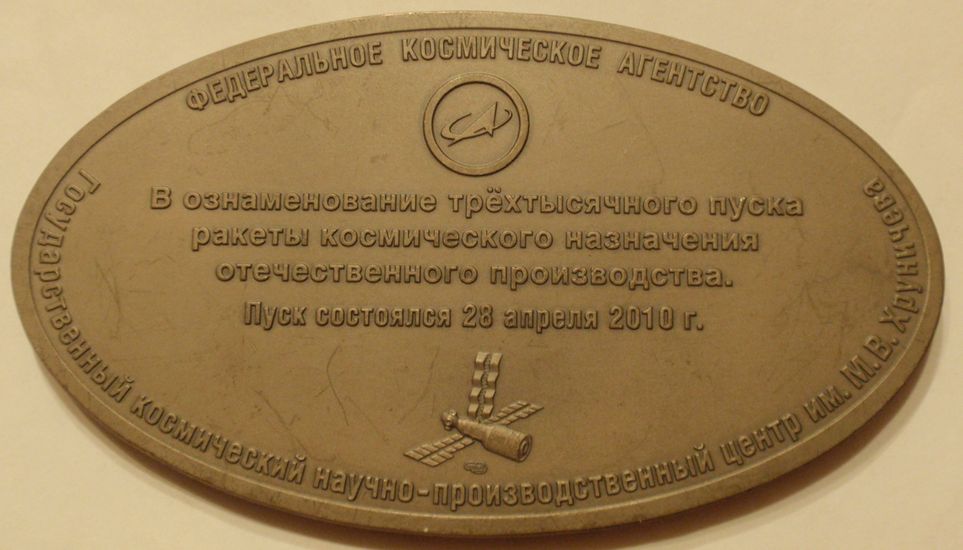 ФЕДЕРАЛЬНОЕ КОСМИЧЕСКОЕ АГЕНТСТВО
В ознаменование трёхтысячного пуска
ракеты космического назначения
отечественного производства.
Пуск состоялся 28 апреля 2010 г.
Государственный космический научно-производственный центр им. М.В. Хруничева